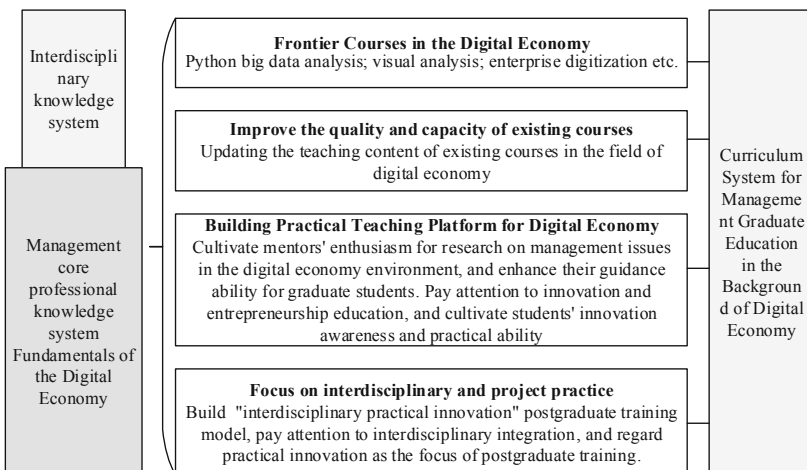 Interdiscipli
nary
knowledge
system
Management
core
professional
knowledge
system
Fundamentals of
the Digital
Economy
Frontier Courses in the Digital Economy
Python big data analysis; visual analysis; enterprise digitization etc.
Improve the quality and capacity of existing courses
Updating the teaching content of existing courses in the field of
digital economy
Building Practical Teaching Platform for Digital Economy
Cultivate mentors' enthusiasm for research on management issues
in the digital economy environment, and enhance their guidance
ability for graduate students. Pay attention to innovation and
entrepreneurship education, and cultivate students' innovation
awareness and practical ability
Focus on interdisciplinary and project practice
Build "interdisciplinary practical innovation" postgraduate training
model, pay attention to interdisciplinary integration, and regard
practical innovation as the focus of postgraduate training.
Curriculum
System for
Manageme
nt Graduate
Education
in the
Backgroun
d of Digital
Economy